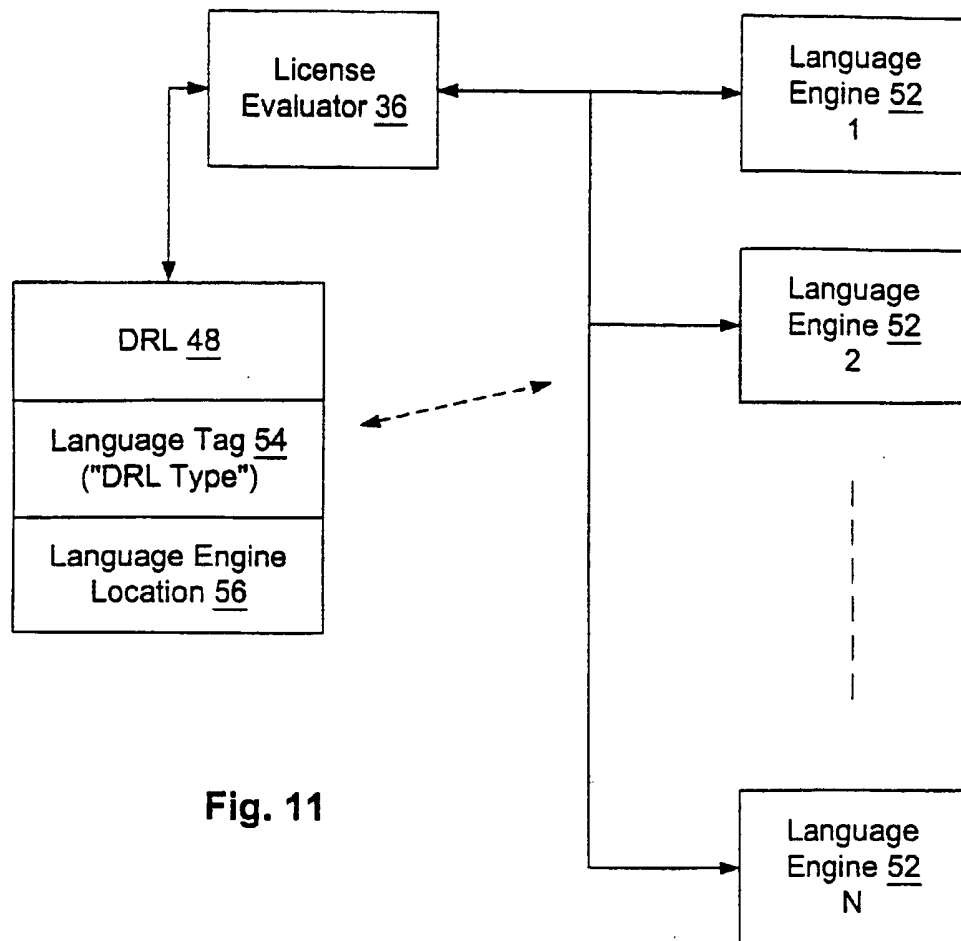 License
Evaluator 36
Language
Engine 52
1
Language
Engine 52
2
DRL 48
Language Tag 54
("DRL Type")
Language Engine
Location 56
Fig. 11
Language
Engine 52
N